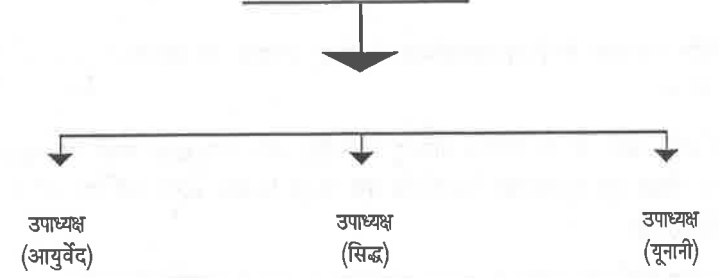 उपाध्यक्ष उपाध्यक्ष उपाध्यक्ष
(आयुर्वेद) (सिद्ध) (यूनानी)